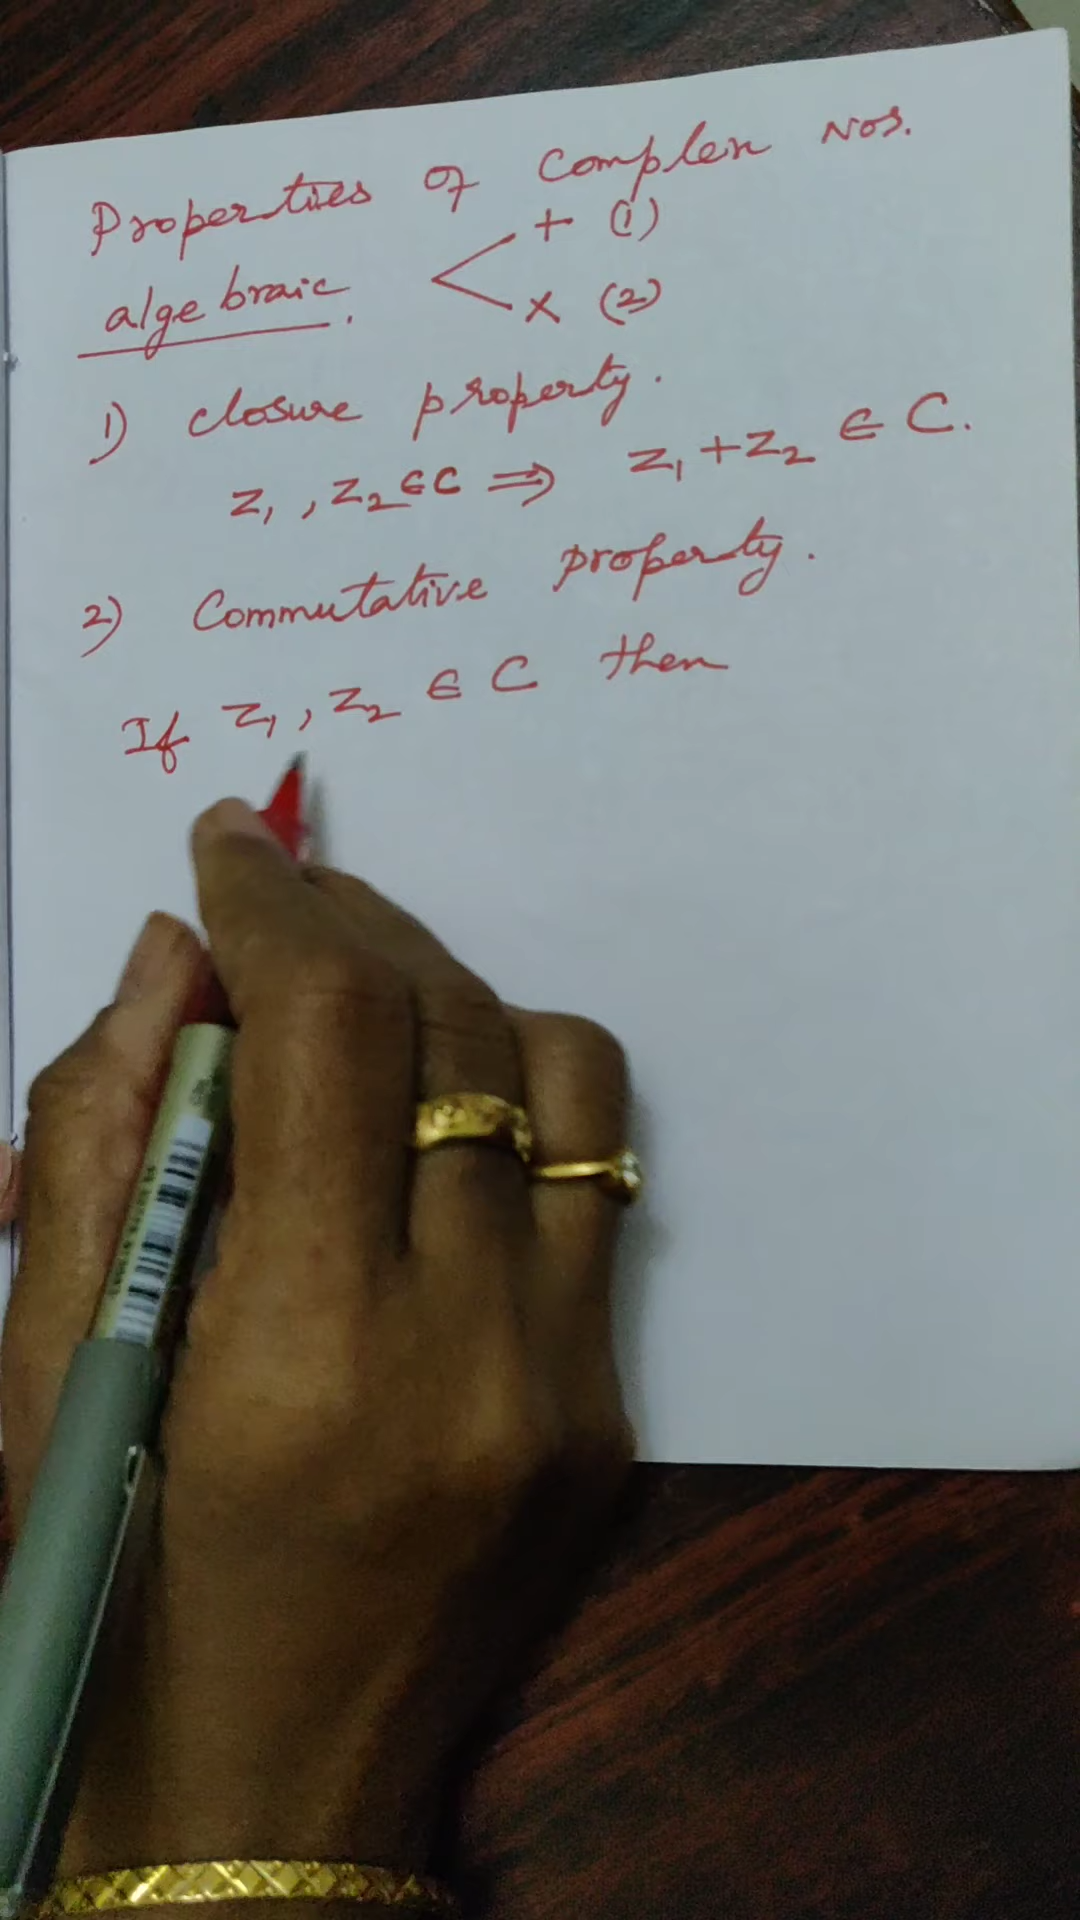 Properties of Complex Nos.
algebraic. + (1)
× (2)
1) closure property.
z₁, z₂ ∈ C ⇒ z₁ + z₂ ∈ C.
2) Commutative property.
If z₁, z₂ ∈ C then